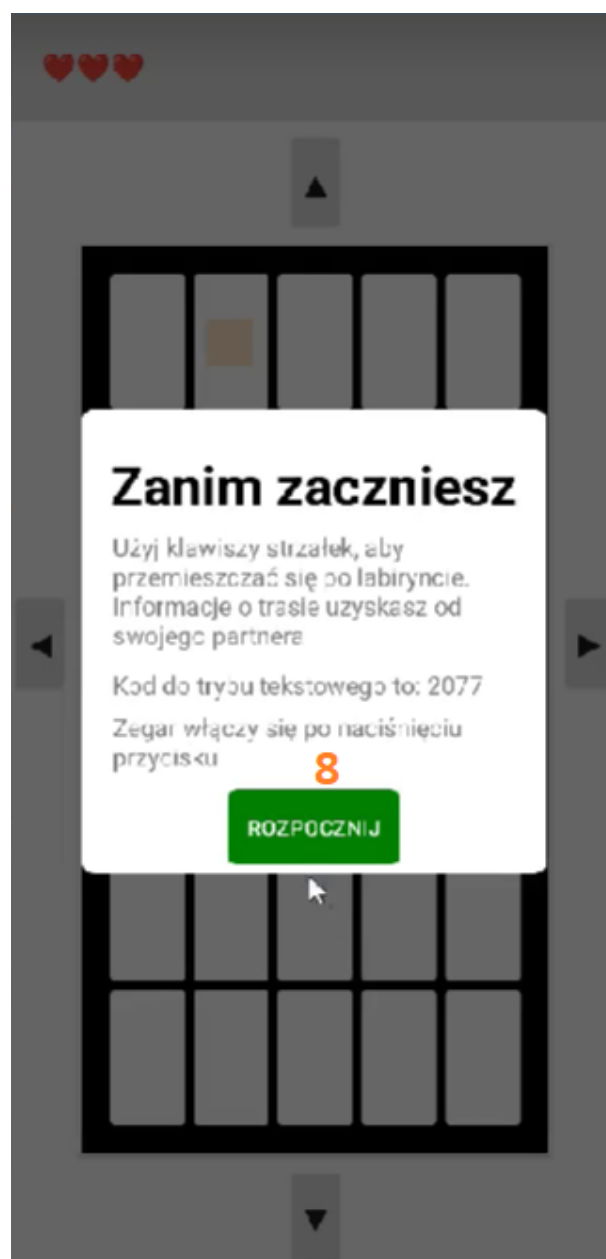 Zanim zaczniesz
Użyj klawiszy strzałek, aby
przemieszczać się po labiryncie.
Informacje o trasie uzyskasz od
swojego partnera
Kod do trybu tekstowego to: 2077
Zegar włączy się po naciśnięciu
przycisku
8
ROZPOCZNIJ